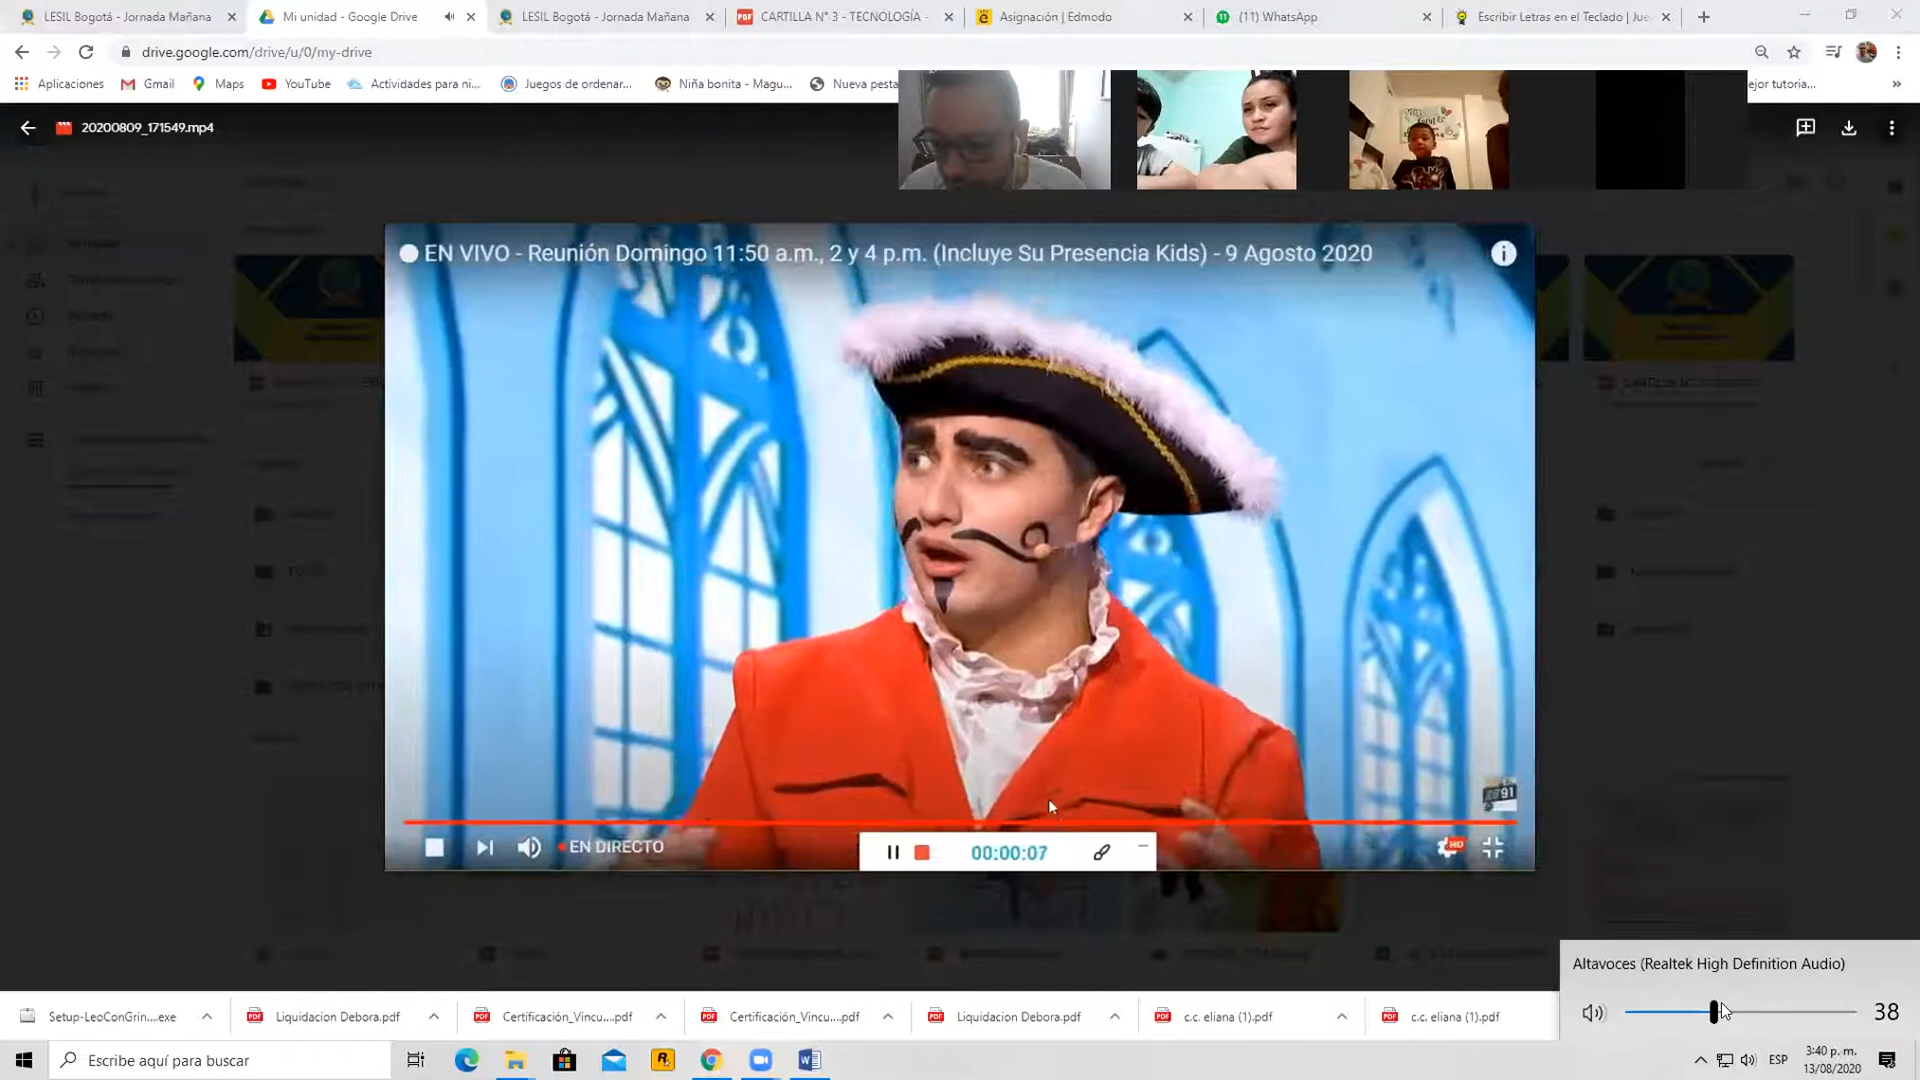 LESIL Bogotá - Jornada Mañana
Mi unidad - Google Drive
LESIL Bogotá - Jornada Mañana
CARTILLA N° 3 - TECNOLOGÍA -
Asignación | Edmodo
(11) WhatsApp
Escribir Letras en el Teclado | Jue
drive.google.com/drive/u/0/my-drive
Aplicaciones
Gmail
Maps
YouTube
Actividades para ni...
Juegos de ordenar...
Niña bonita - Magu...
Nueva pesta
ejor tutoria...
20200809_171549.mp4
EN VIVO - Reunión Domingo 11:50 a.m., 2 y 4 p.m. (Incluye Su Presencia Kids) - 9 Agosto 2020
EN DIRECTO
00:00:07
HD
Altavoces (Realtek High Definition Audio)
38
Setup-LeoConGrin....exe
Liquidacion Debora.pdf
Certificación_Vincu....pdf
Certificación_Vincu....pdf
Liquidacion Debora.pdf
c.c. eliana (1).pdf
c.c. eliana (1).pdf
Escribe aquí para buscar
ESP
3:40 p. m.
13/08/2020